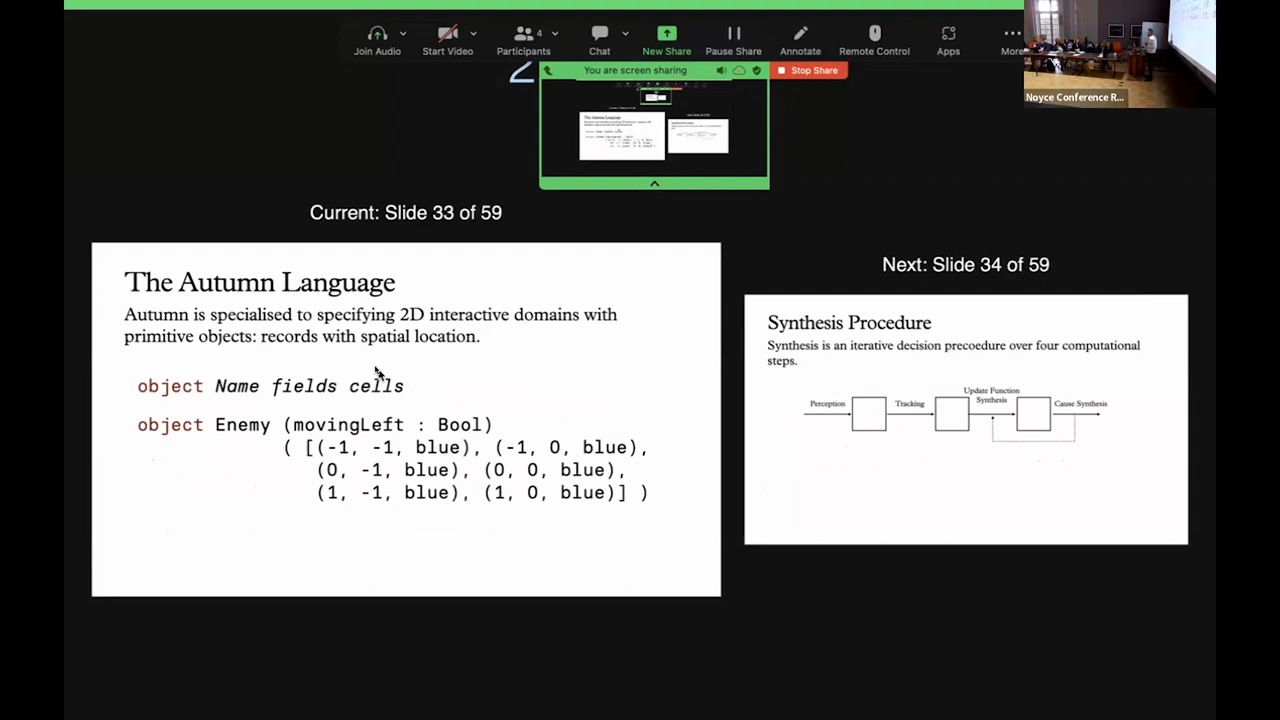 Join Audio
Start Video
Participants
4
Chat
New Share
Pause Share
Annotate
Remote Control
Apps
More
Noyce Conference R...
2
You are screen sharing
Stop Share
Current: Slide 33 of 59
The Autumn Language
Autumn is specialised to specifying 2D interactive domains with
primitive objects: records with spatial location.
object Name fields cells
object Enemy (movingLeft : Bool)
( [(-1, -1, blue), (-1, 0, blue),
(0, -1, blue), (0, 0, blue),
(1, -1, blue), (1, 0, blue)] )
Next: Slide 34 of 59
Synthesis Procedure
Synthesis is an iterative decision precoedure over four computational
steps.
Perception
Tracking
Update Function
Synthesis
Cause Synthesis